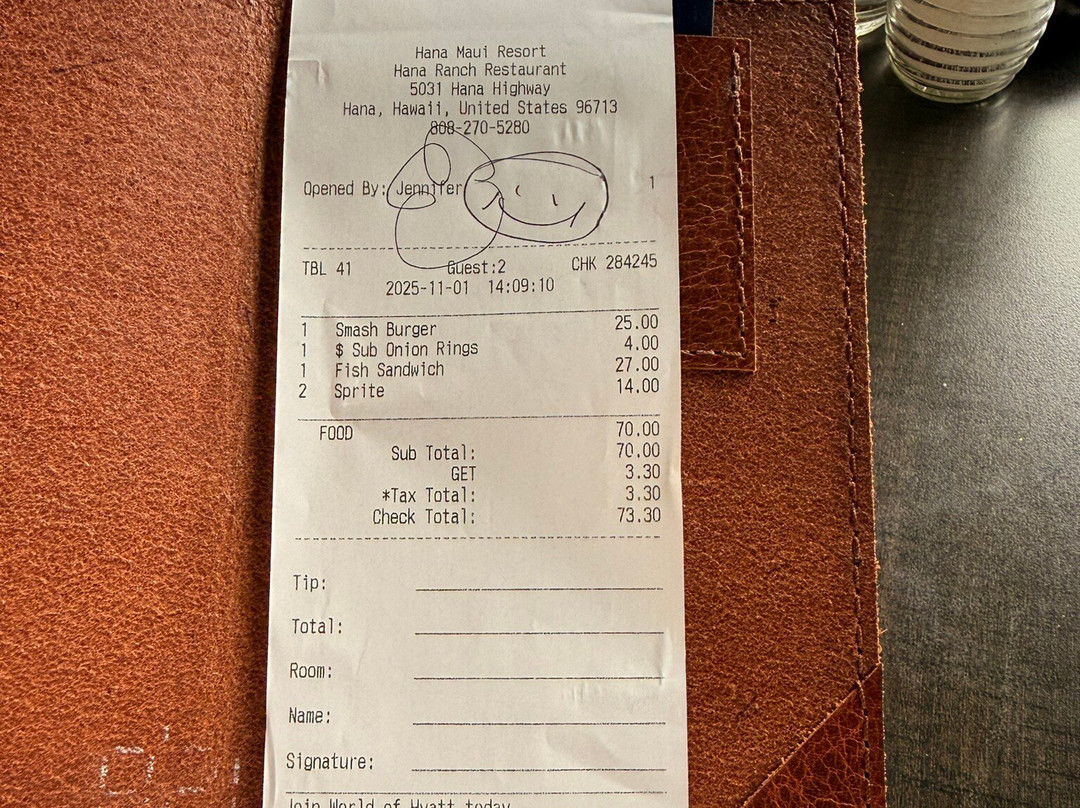 Hana Maui Resort
Hana Ranch Restaurant
5031 Hana Highway
Hana, Hawaii, United States 96713
808-270-5280
Opened By: Jennifer 1
TBL 41 Guest:2 CHK 284245
2025-11-01 14:09:10
1 Smash Burger 25.00
1 $ Sub Onion Rings 4.00
1 Fish Sandwich 27.00
2 Sprite 14.00
FOOD 70.00
Sub Total: 70.00
GET 3.30
*Tax Total: 3.30
Check Total: 73.30
Tip:
Total:
Room:
Name:
Signature:
Join World of Hyatt today